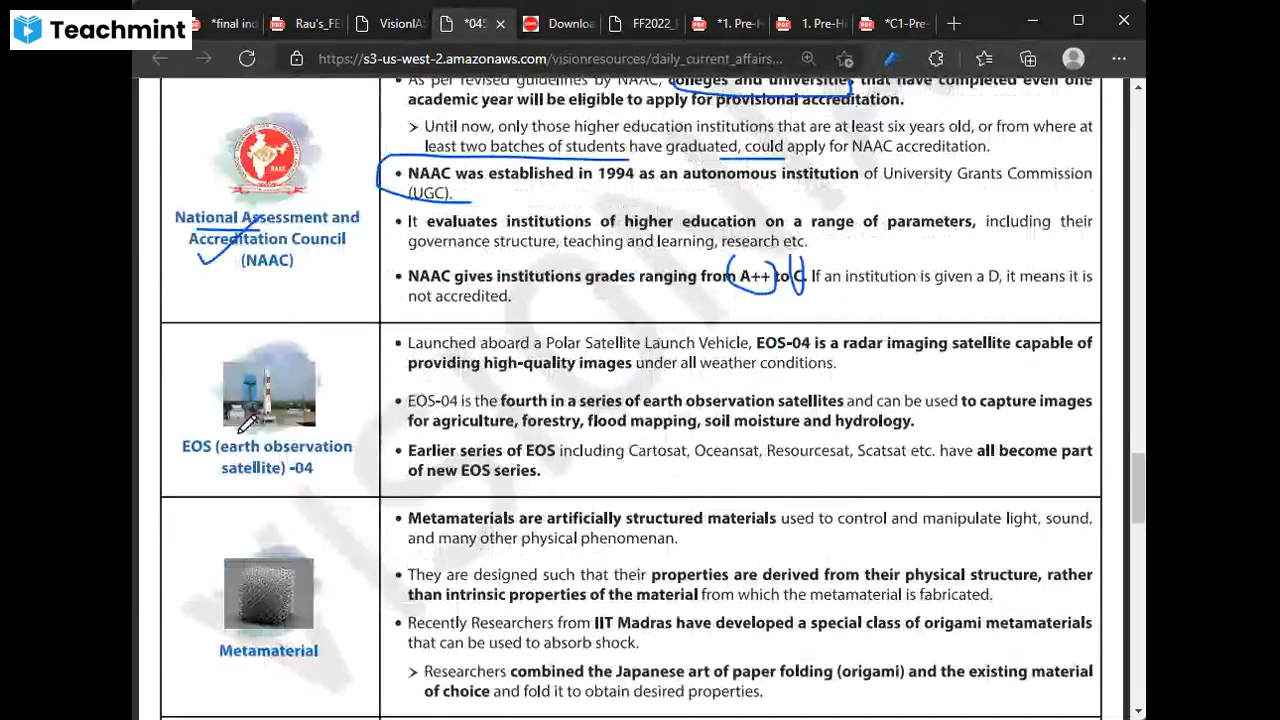 Teachmint
*final ind
Rau's_FE
VisionIA
*045
Downloa
FF2022_F
*1. Pre-H
1. Pre-Hi
*C1-Pre-
https://s3-us-west-2.amazonaws.com/visionresources/daily_current_affairs...
As per revised guidelines by NAAC, colleges and universities that have completed even one
academic year will be eligible to apply for provisional accreditation.
Until now, only those higher education institutions that are at least six years old, or from where at
least two batches of students have graduated, could apply for NAAC accreditation.
• NAAC was established in 1994 as an autonomous institution of University Grants Commission
(UGC).
• It evaluates institutions of higher education on a range of parameters, including their
governance structure, teaching and learning, research etc.
• NAAC gives institutions grades ranging from A++ to C. If an institution is given a D, it means it is
not accredited.
NAAC
National Assessment and
Accreditation Council
(NAAC)
• Launched aboard a Polar Satellite Launch Vehicle, EOS-04 is a radar imaging satellite capable of
providing high-quality images under all weather conditions.
• EOS-04 is the fourth in a series of earth observation satellites and can be used to capture images
for agriculture, forestry, flood mapping, soil moisture and hydrology.
• Earlier series of EOS including Cartosat, Oceansat, Resourcesat, Scatsat etc. have all become part
of new EOS series.
EOS (earth observation
satellite) -04
• Metamaterials are artificially structured materials used to control and manipulate light, sound,
and many other physical phenomenan.
• They are designed such that their properties are derived from their physical structure, rather
than intrinsic properties of the material from which the metamaterial is fabricated.
• Recently Researchers from IIT Madras have developed a special class of origami metamaterials
that can be used to absorb shock.
Researchers combined the Japanese art of paper folding (origami) and the existing material
of choice and fold it to obtain desired properties.
Metamaterial